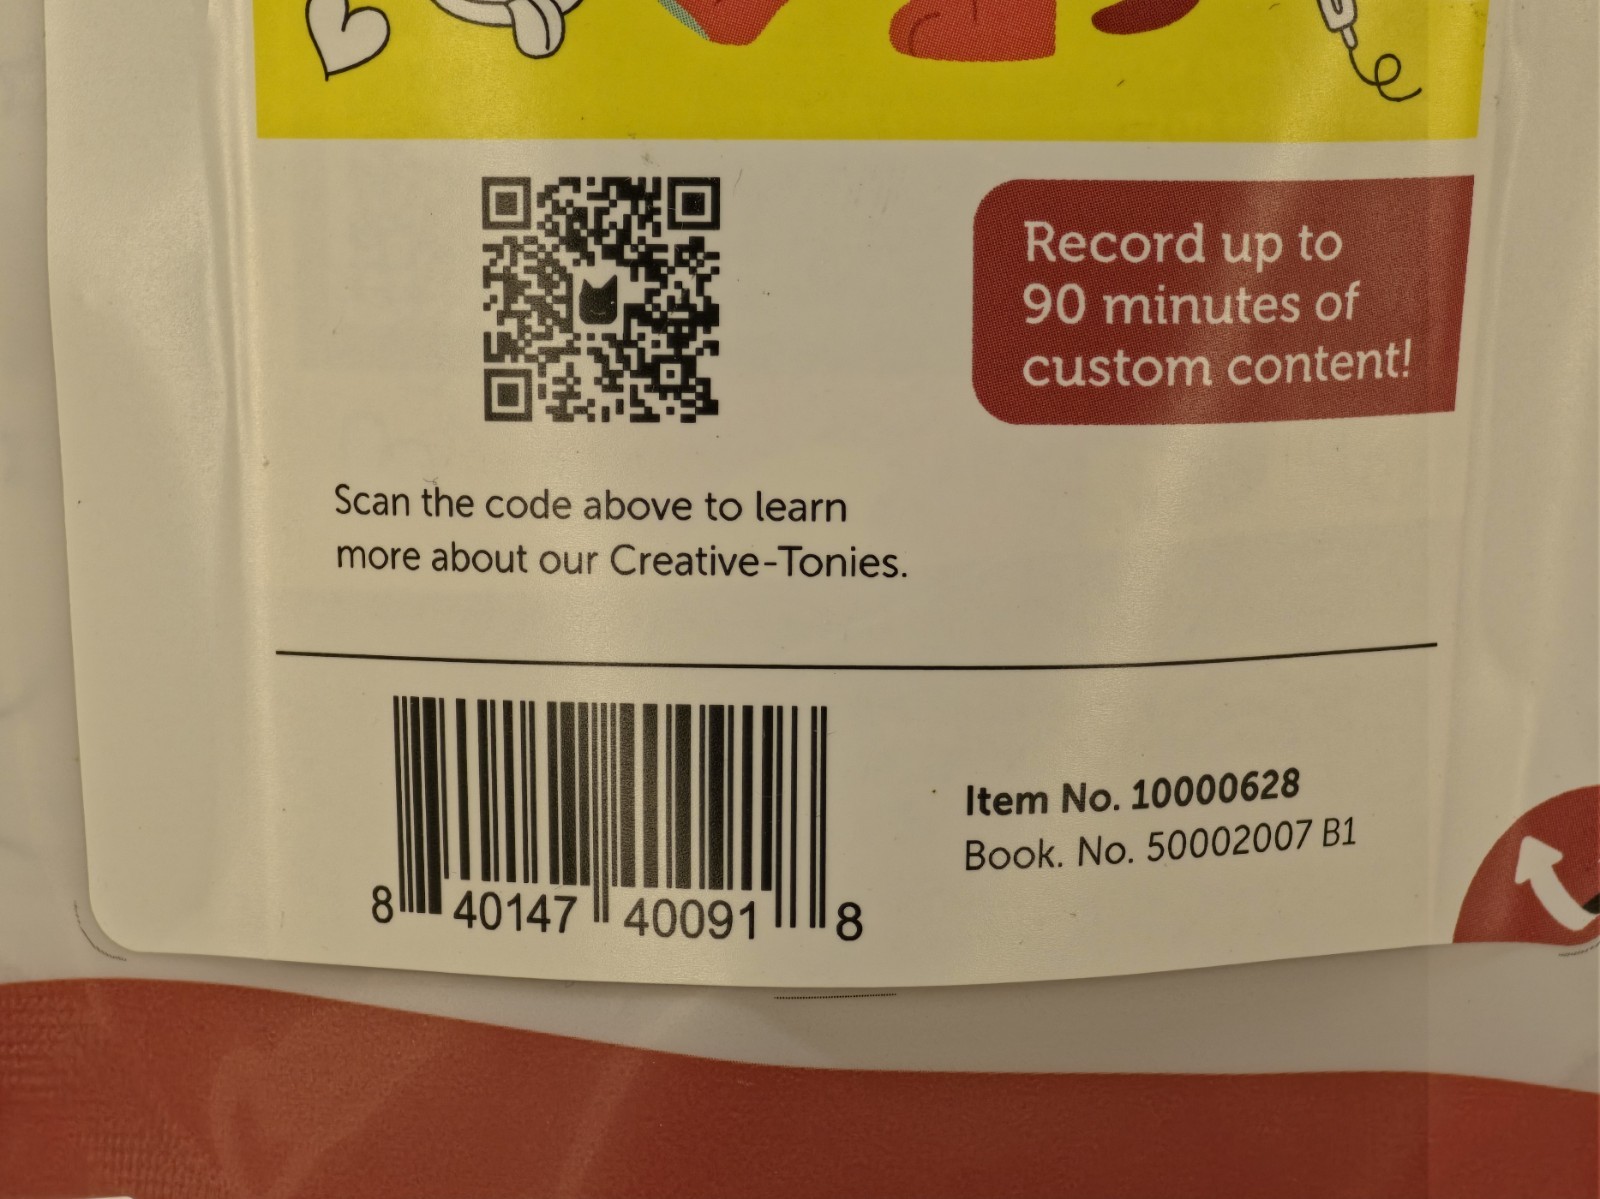 Record up to
90 minutes of
custom content!
Scan the code above to learn
more about our Creative-Tonies.
Item No. 10000628
Book. No. 50002007 B1
8 40147 40091 8